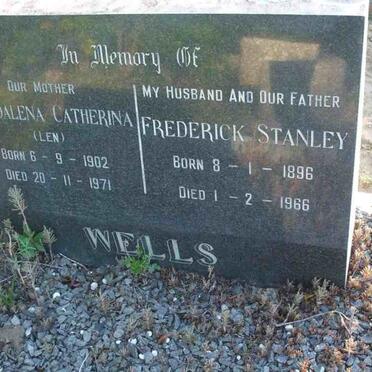 In Memory Of
Our Mother
DALENA CATHERINA
(LEN)
BORN 6 - 9 - 1902
DIED 20 - 11 - 1971
MY HUSBAND AND OUR FATHER
FREDERICK STANLEY
BORN 8 - 1 - 1896
DIED 1 - 2 - 1966
WELLS